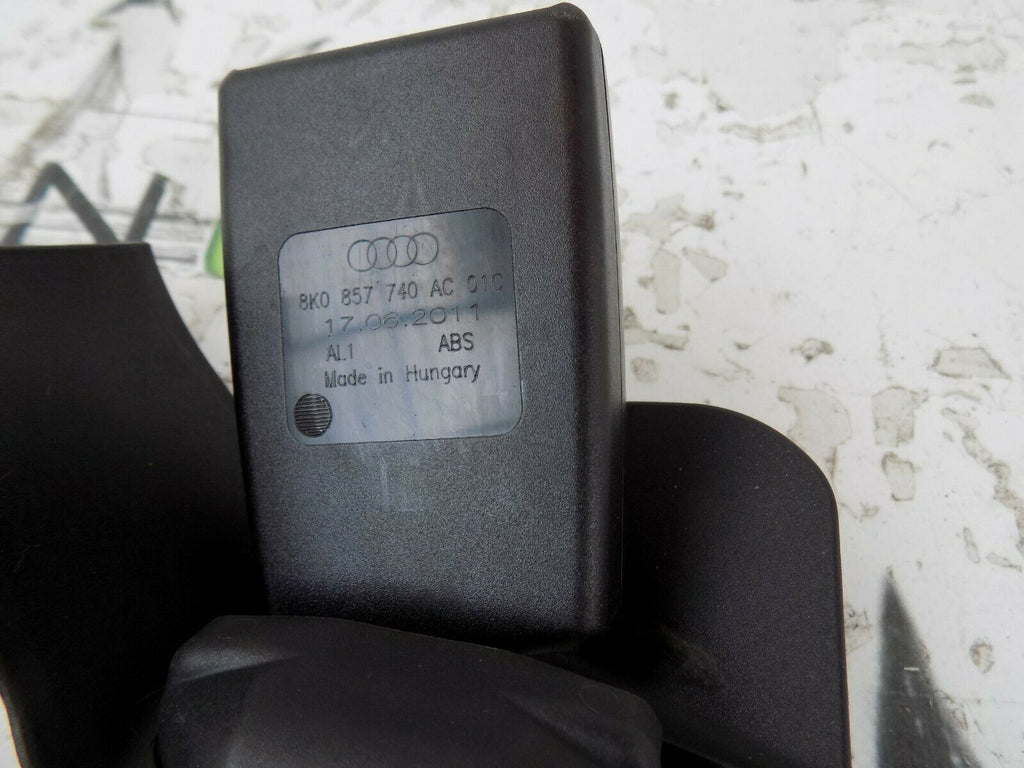 8K0 857 740 AC 01C
17.06.2011
AL1 ABS
Made in Hungary